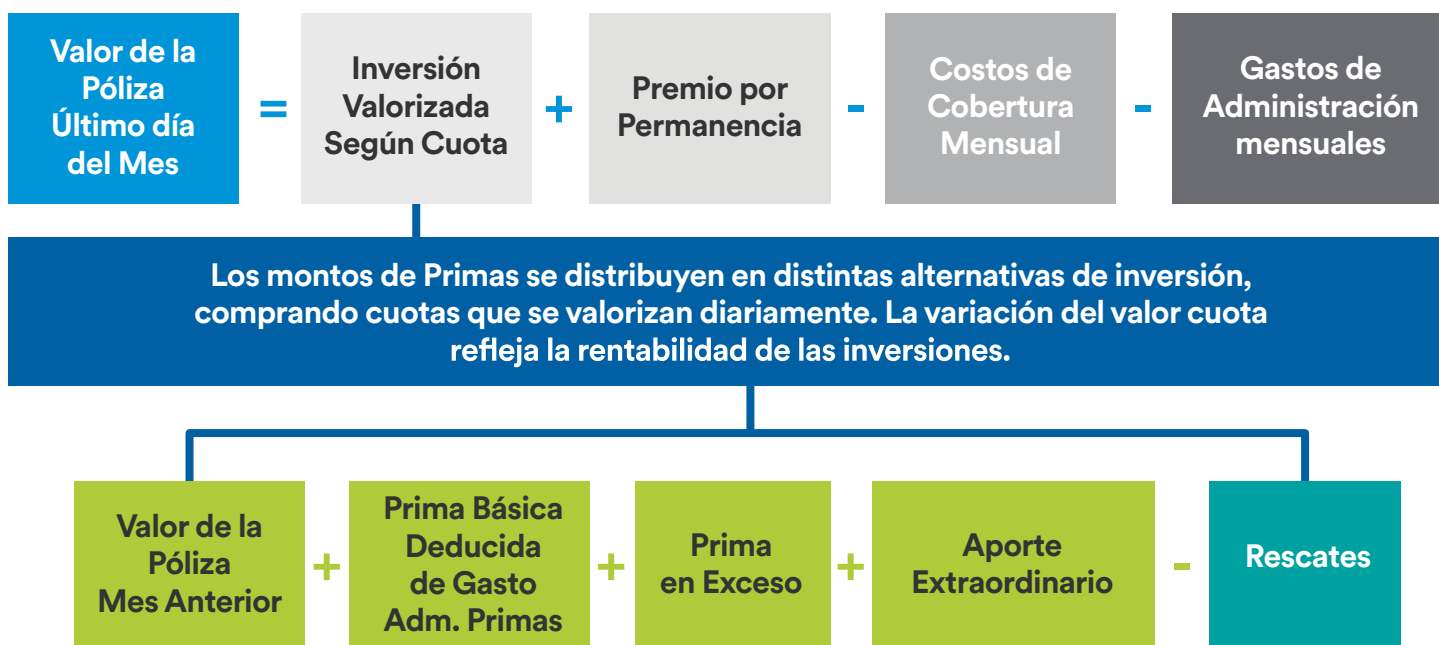 Valor de la
Póliza
Último día
del Mes
=
Inversión
Valorizada
Según Cuota
+
Premio por
Permanencia
-
Costos de
Cobertura
Mensual
-
Gastos de
Administración
mensuales
Los montos de Primas se distribuyen en distintas alternativas de inversión,
comprando cuotas que se valorizan diariamente. La variación del valor cuota
refleja la rentabilidad de las inversiones.
Valor de la
Póliza
Mes Anterior
+
Prima Básica
Deducida
de Gasto
Adm. Primas
+
Prima
en Exceso
+
Aporte
Extraordinario
-
Rescates